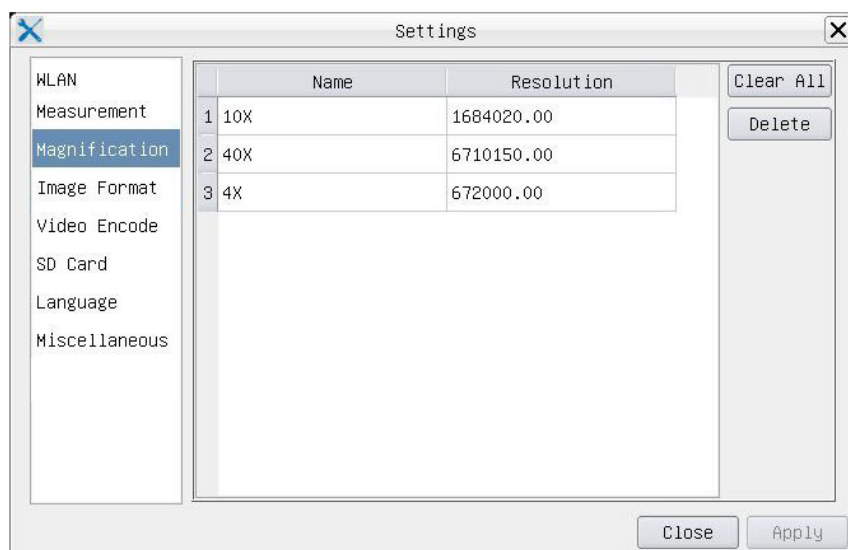 Settings
WLAN
Measurement
Magnification
Image Format
Video Encode
SD Card
Language
Miscellaneous
Name Resolution
1 10X 1684020.00
2 40X 6710150.00
3 4X 672000.00
Clear All
Delete
Close Apply